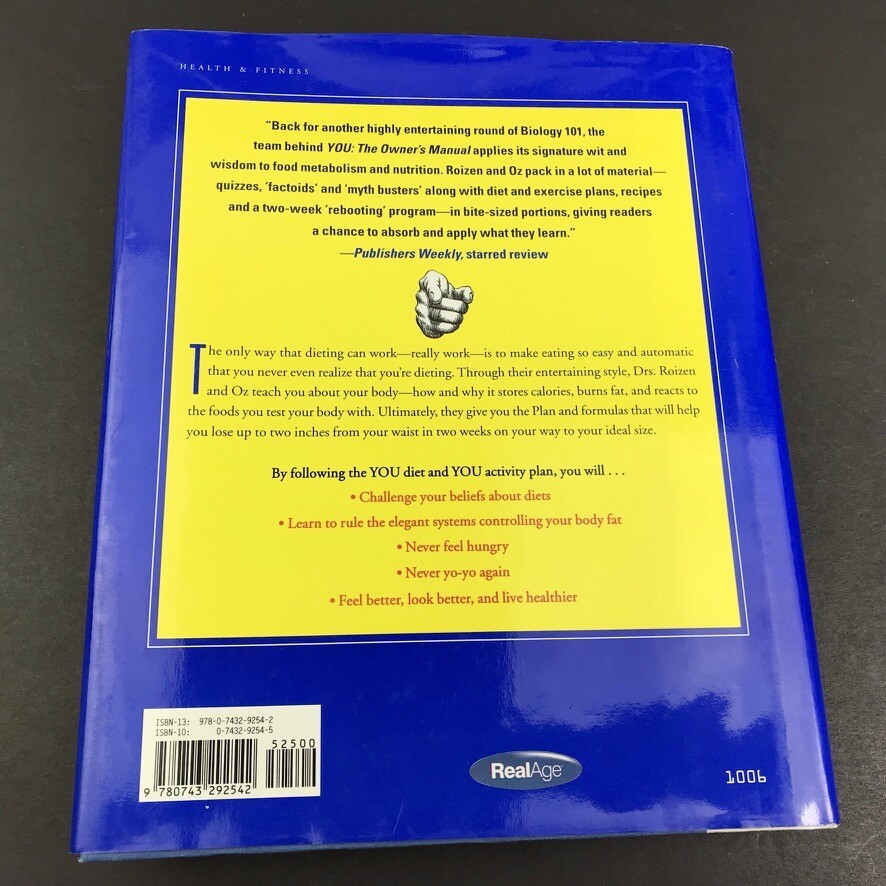 HEALTH & FITNESS
"Back for another highly entertaining round of Biology 101, the
team behind YOU: The Owner's Manual applies its signature wit and
wisdom to food metabolism and nutrition. Roizen and Oz pack in a lot of material—
quizzes, 'factoids' and 'myth busters' along with diet and exercise plans, recipes
and a two-week 'rebooting' program—in bite-sized portions, giving readers
a chance to absorb and apply what they learn."
—Publishers Weekly, starred review
The only way that dieting can work—really work—is to make eating so easy and automatic
that you never even realize that you're dieting. Through their entertaining style, Drs. Roizen
and Oz teach you about your body—how and why it stores calories, burns fat, and reacts to
the foods you test your body with. Ultimately, they give you the Plan and formulas that will help
you lose up to two inches from your waist in two weeks on your way to your ideal size.
By following the YOU diet and YOU activity plan, you will . . .
• Challenge your beliefs about diets
• Learn to rule the elegant systems controlling your body fat
• Never feel hungry
• Never yo-yo again
• Feel better, look better, and live healthier
ISBN-13: 978-0-7432-9254-2
ISBN-10: 0-7432-9254-5
52500
9 780743 292542
RealAge®
1006